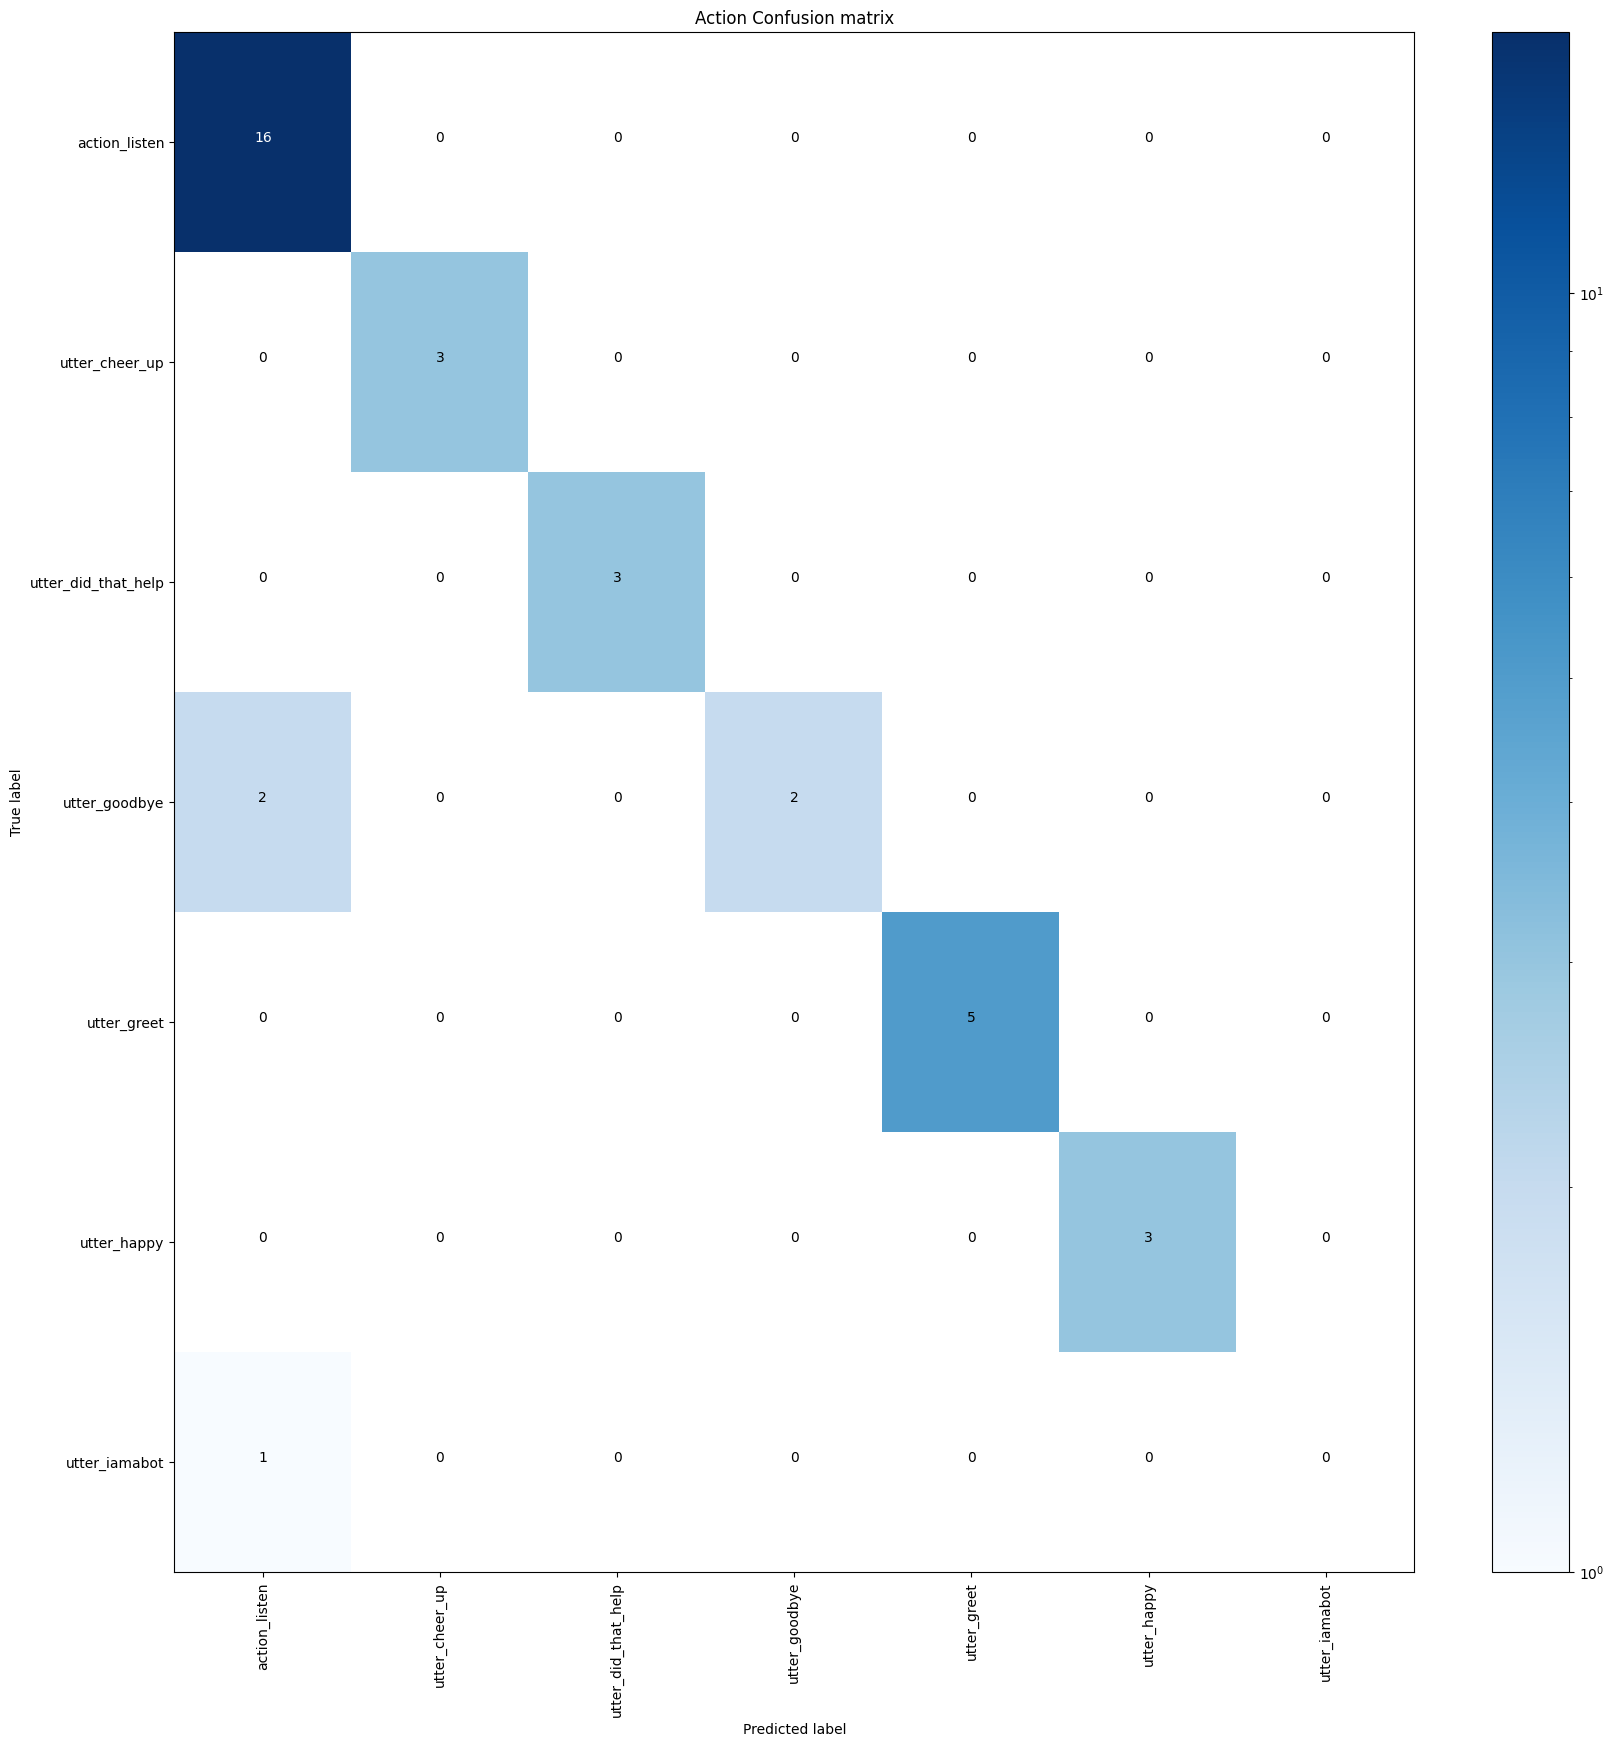 Action Confusion matrix
action_listen 16 0 0 0 0 0 0
utter_cheer_up 0 3 0 0 0 0 0
utter_did_that_help 0 0 3 0 0 0 0
utter_goodbye 2 0 0 2 0 0 0
utter_greet 0 0 0 0 5 0 0
utter_happy 0 0 0 0 0 3 0
utter_iamabot 1 0 0 0 0 0 0
True label
action_listen
utter_cheer_up
utter_did_that_help
utter_goodbye
utter_greet
utter_happy
utter_iamabot
Predicted label
10¹
10⁰